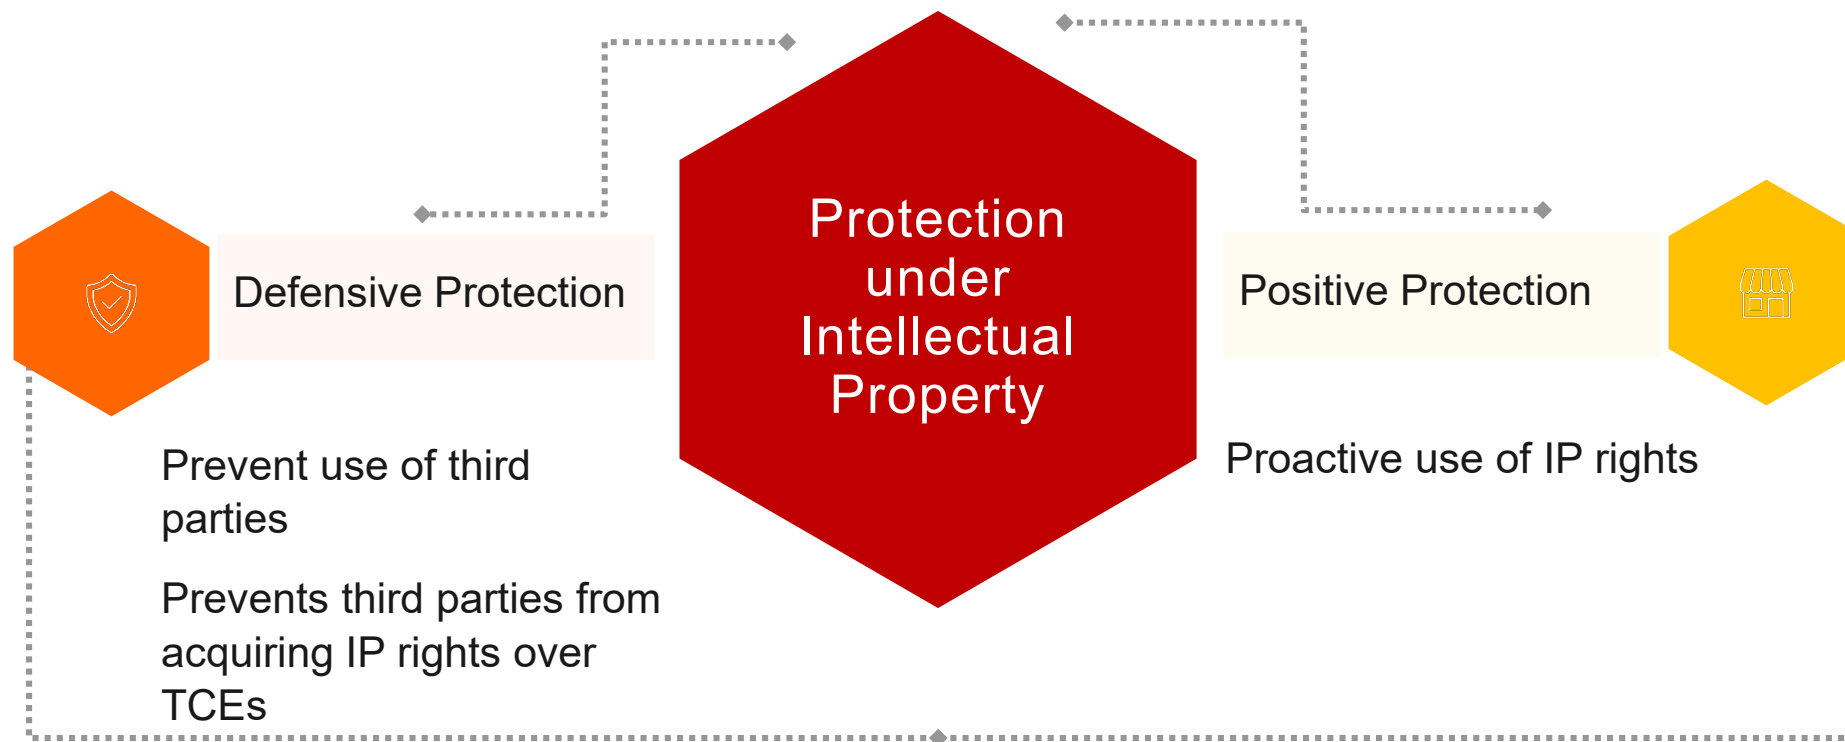 Protection
under
Intellectual
Property
Defensive Protection
Prevent use of third
parties
Prevents third parties from
acquiring IP rights over
TCEs
Positive Protection
Proactive use of IP rights